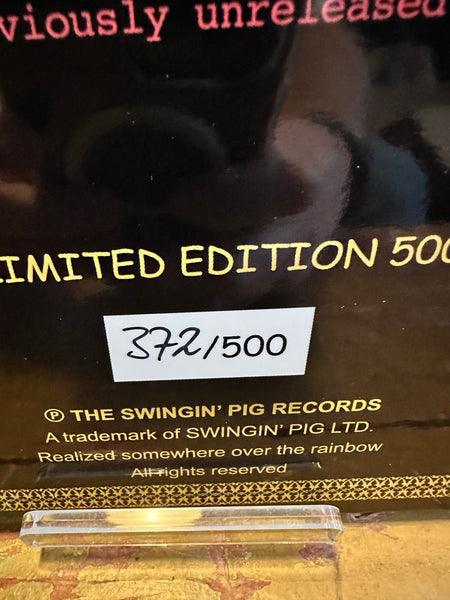 viously unreleased
LIMITED EDITION 500
372/500
℗ THE SWINGIN' PIG RECORDS
A trademark of SWINGIN' PIG LTD.
Realized somewhere over the rainbow
All rights reserved